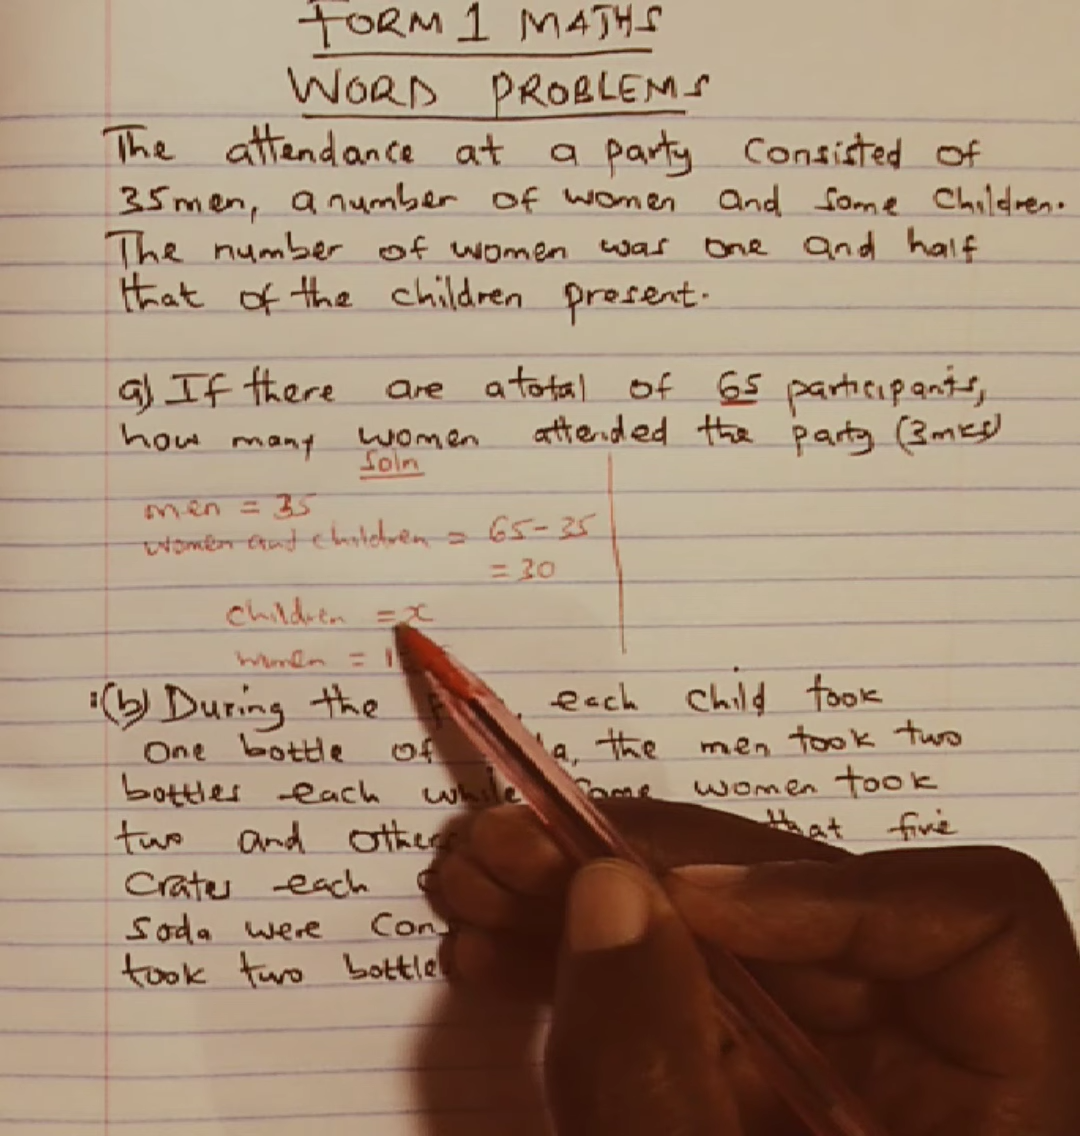 FORM 1 MATHS
WORD PROBLEMS
The attendance at a party consisted of
35men, a number of women and some children.
The number of women was one and half
that of the children present.
a) If there are a total of 65 participants,
how many women attended the party (3mks)
Soln
men = 35
women and children = 65-35
= 30
children = x
women = 1
(b) During the each child took
One bottle of the men took two
bottles each while some women took
two and that five
Crates each
soda were
took two